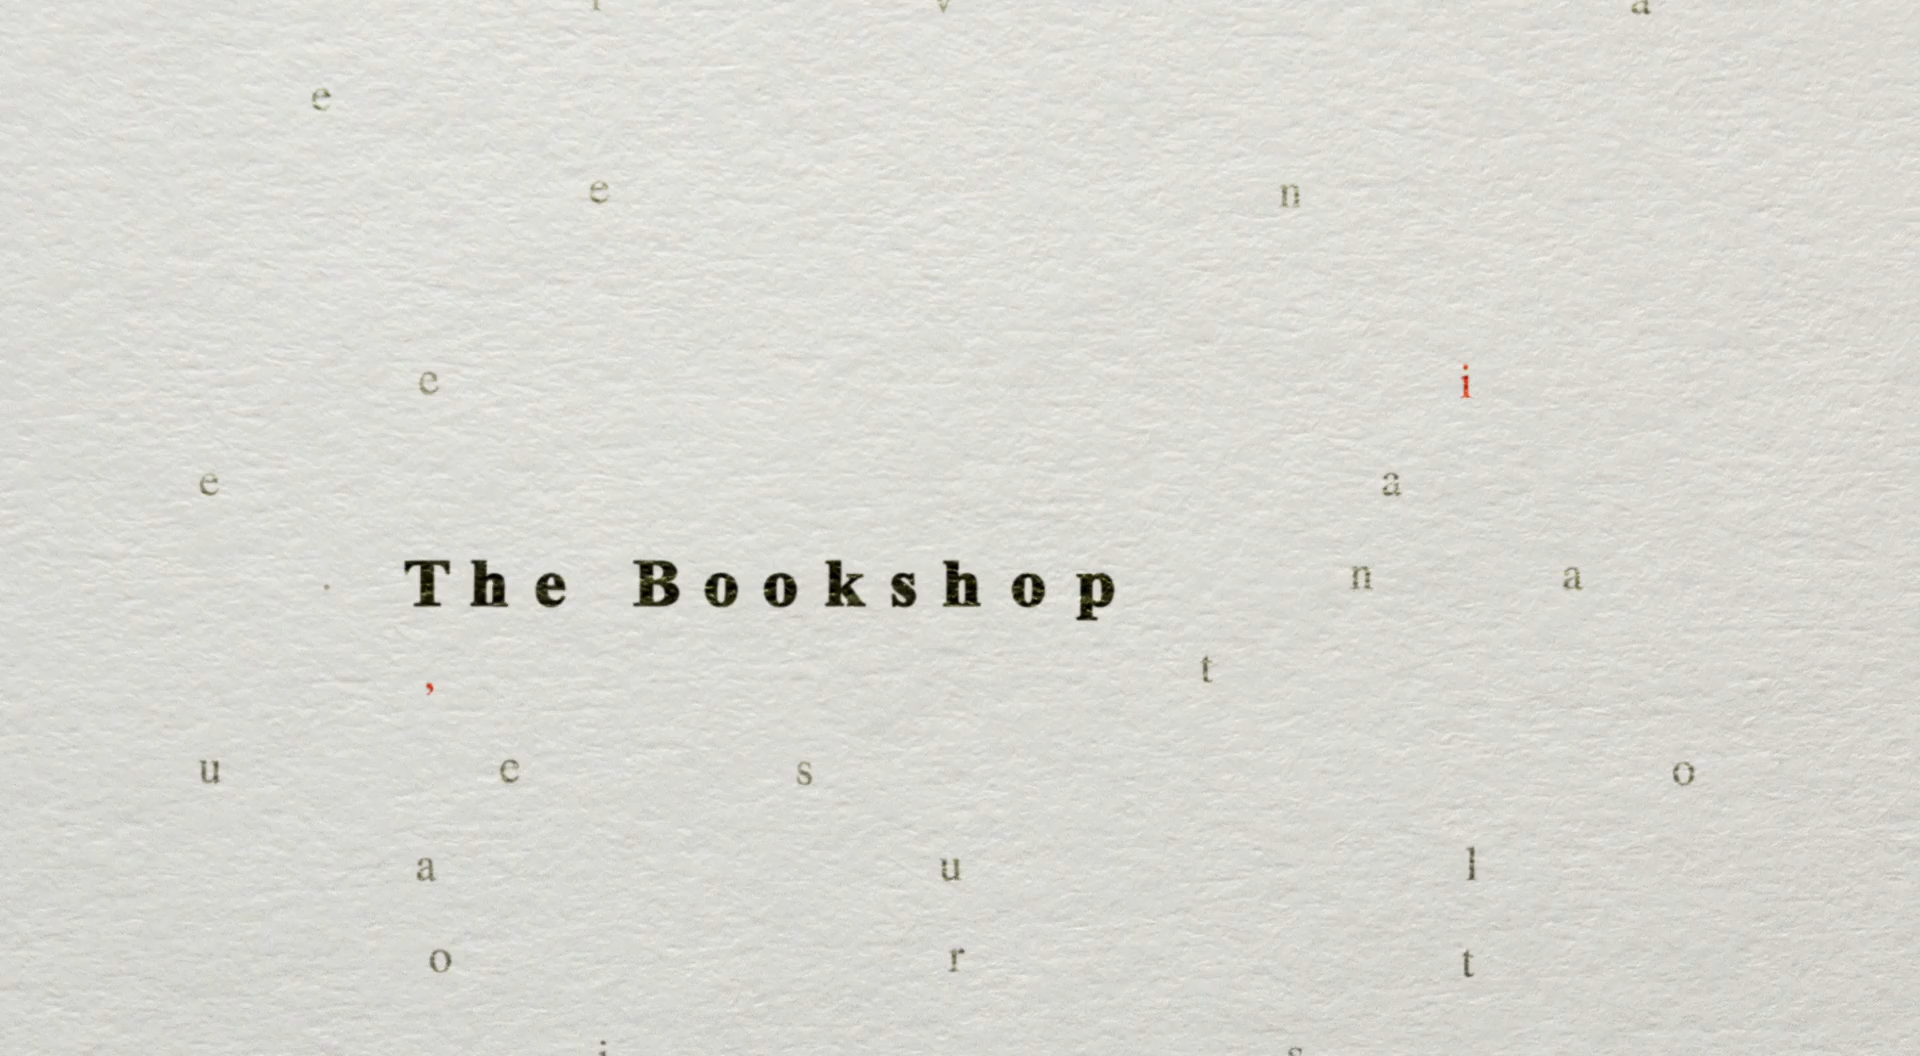 a
e
e n
e i
e a
. The Bookshop n a
, t
u e s o
a u l
o r t
i s